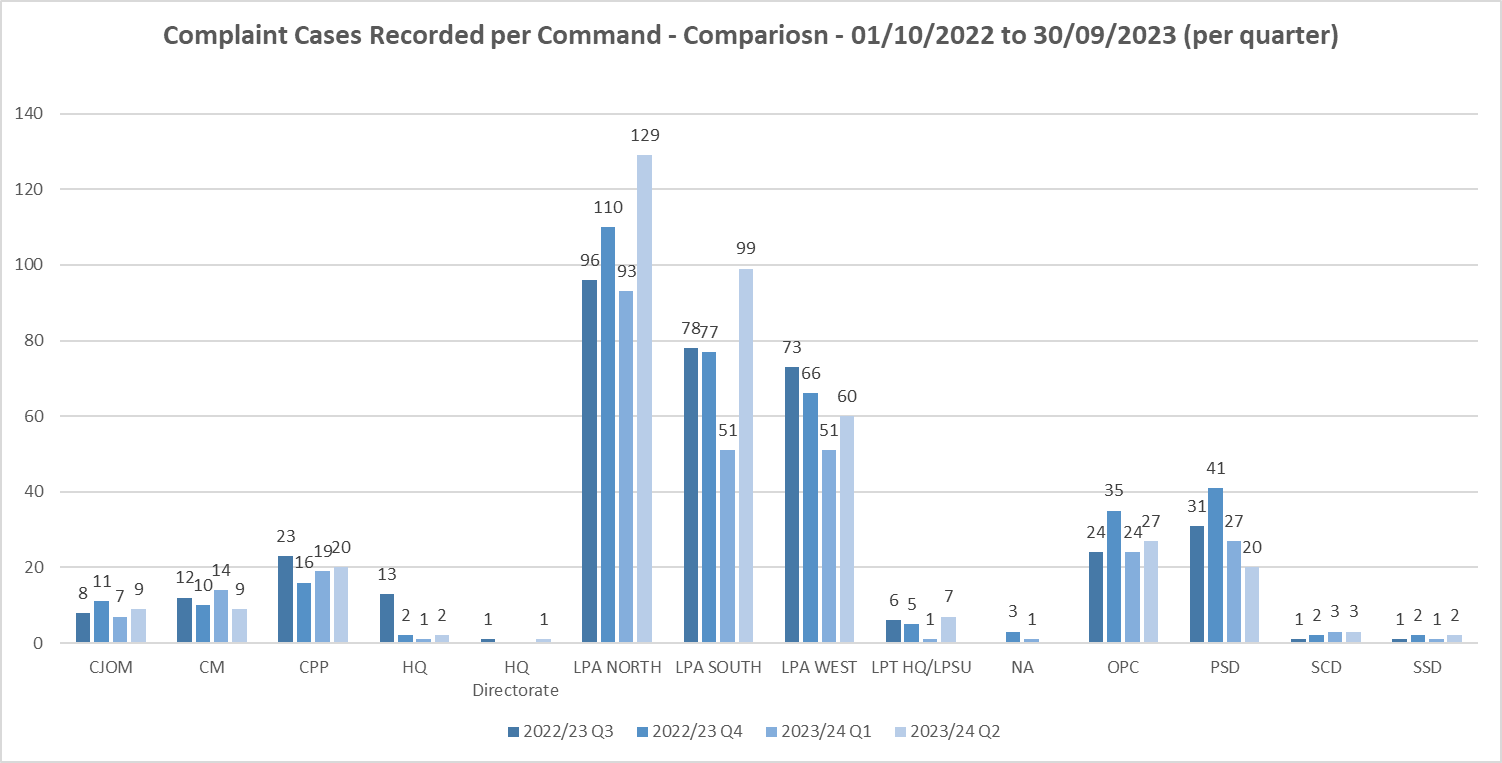 Complaint Cases Recorded per Command - Compariosn - 01/10/2022 to 30/09/2023 (per quarter)
140
120
100
80
60
40
20
0
8 11 7 9
12 10 14 9
23 16 19 20
13 2 1 2
1 1
96 110 93 129
78 77 51 99
73 66 51 60
6 5 1 7
3 1
24 35 24 27
31 41 27 20
1 2 3 3
1 2 1 2
CJOM
CM
CPP
HQ
HQ
Directorate
LPA NORTH
LPA SOUTH
LPA WEST
LPT HQ/LPSU
NA
OPC
PSD
SCD
SSD
2022/23 Q3 2022/23 Q4 2023/24 Q1 2023/24 Q2